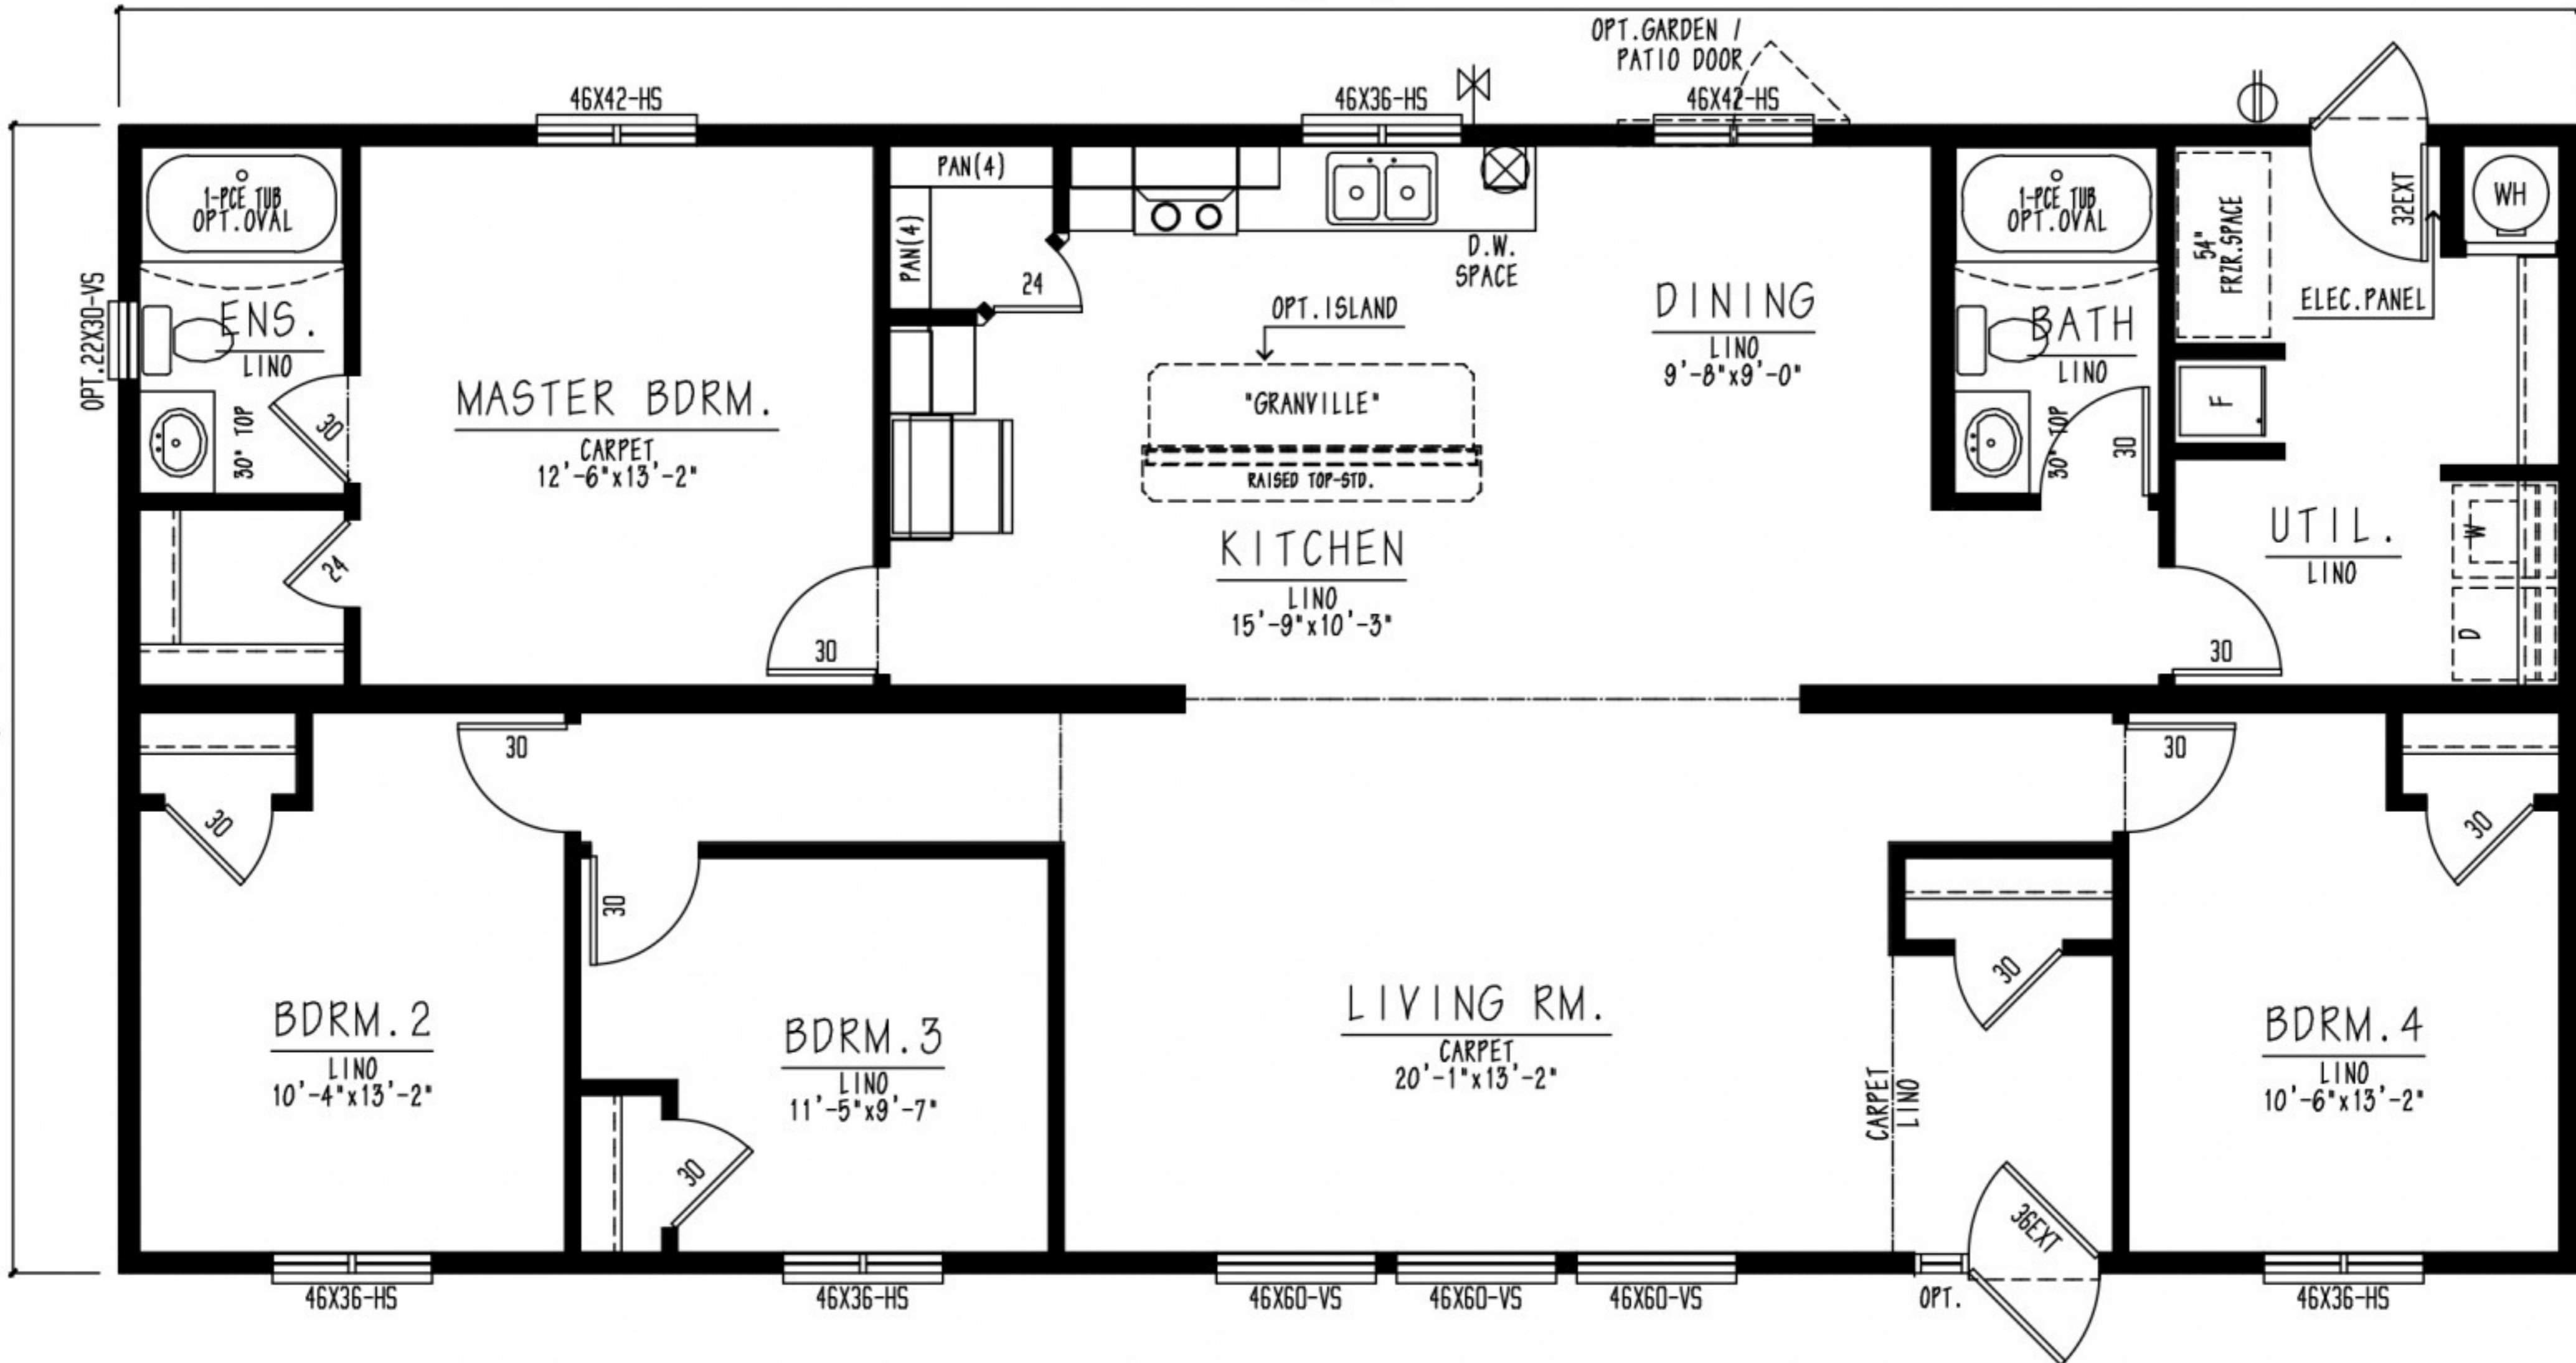 OPT.GARDEN /
PATIO DOOR
46X42-HS
46X36-HS
46X42-HS
1-PCE TUB
OPT.OVAL
PAN(4)
PAN(4)
24
D.W.
SPACE
1-PCE TUB
OPT.OVAL
54"
FRZR.SPACE
32EXT
WH
ELEC.PANEL
OPT.22X30-VS
ENS.
LINO
30" TOP
30
24
MASTER BDRM.
CARPET
12'-6"x13'-2"
30
OPT.ISLAND
"GRANVILLE"
RAISED TOP-STD.
KITCHEN
LINO
15'-9"x10'-3"
DINING
LINO
9'-8"x9'-0"
BATH
LINO
30" TOP
30
F
UTIL.
LINO
W
D
30
30
30
30
30
30
BDRM.2
LINO
10'-4"x13'-2"
BDRM.3
LINO
11'-5"x9'-7"
30
LIVING RM.
CARPET
20'-1"x13'-2"
CARPET
LINO
30
36EXT
BDRM.4
LINO
10'-6"x13'-2"
46X36-HS
46X36-HS
46X60-VS
46X60-VS
46X60-VS
OPT.
46X36-HS